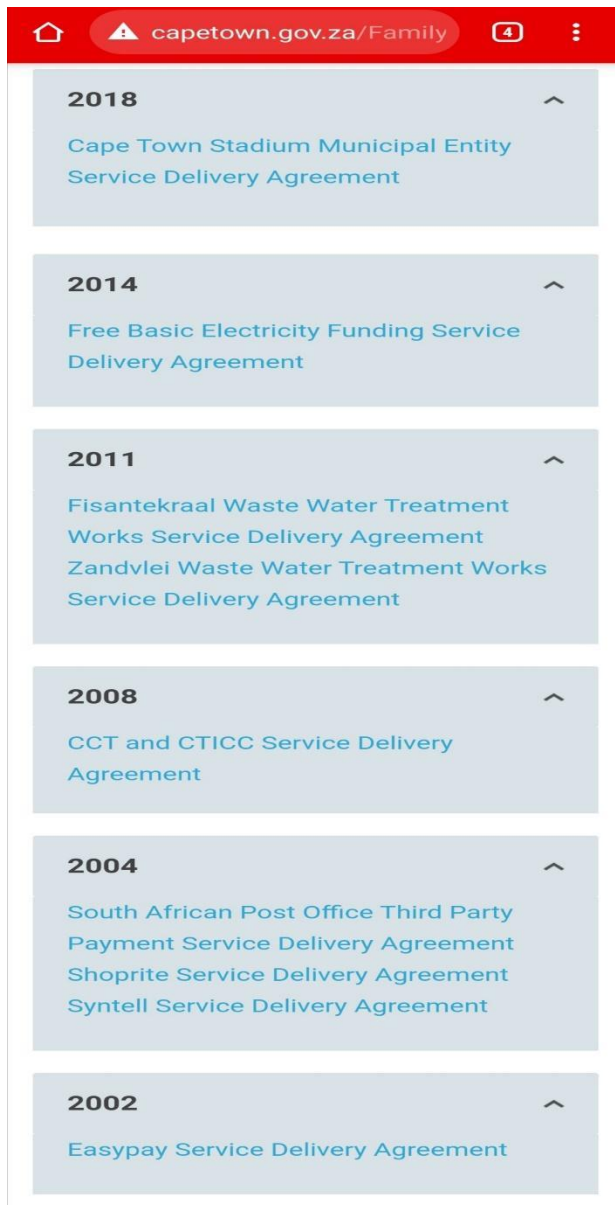 capetown.gov.za/Family
4
2018
Cape Town Stadium Municipal Entity
Service Delivery Agreement
2014
Free Basic Electricity Funding Service
Delivery Agreement
2011
Fisantekraal Waste Water Treatment
Works Service Delivery Agreement
Zandvlei Waste Water Treatment Works
Service Delivery Agreement
2008
CCT and CTICC Service Delivery
Agreement
2004
South African Post Office Third Party
Payment Service Delivery Agreement
Shoprite Service Delivery Agreement
Syntell Service Delivery Agreement
2002
Easypay Service Delivery Agreement